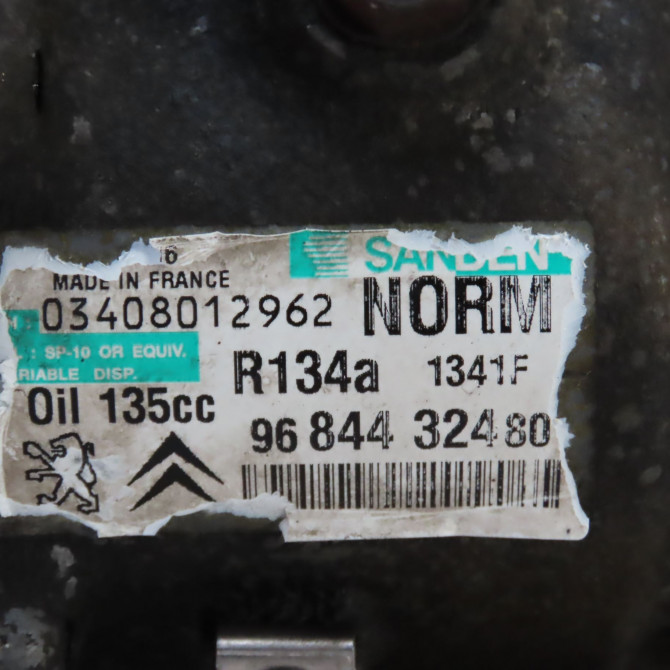 16
SANDEN
MADE IN FRANCE
03408012962
NORM
: SP-10 OR EQUIV.
RIABLE DISP.
R134a
1341F
Oil 135cc
96 844 324 80